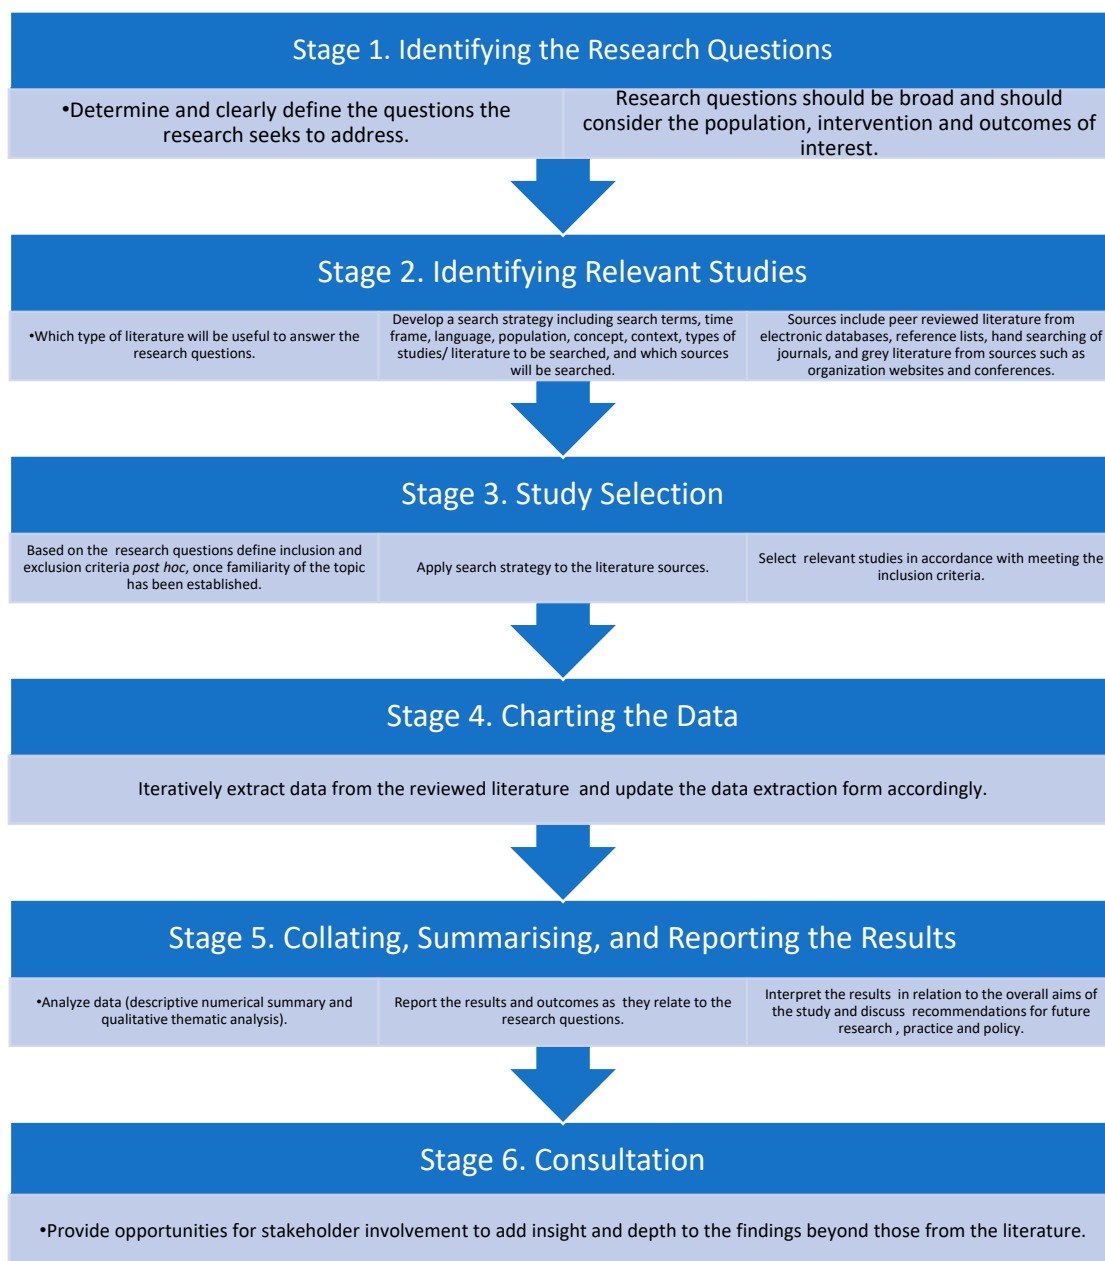 Stage 1. Identifying the Research Questions
•Determine and clearly define the questions the
research seeks to address.
Research questions should be broad and should
consider the population, intervention and outcomes of
interest.
Stage 2. Identifying Relevant Studies
•Which type of literature will be useful to answer the
research questions.
Develop a search strategy including search terms, time
frame, language, population, concept, context, types of
studies/ literature to be searched, and which sources
will be searched.
Sources include peer reviewed literature from
electronic databases, reference lists, hand searching of
journals, and grey literature from sources such as
organization websites and conferences.
Stage 3. Study Selection
Based on the research questions define inclusion and
exclusion criteria post hoc, once familiarity of the topic
has been established.
Apply search strategy to the literature sources.
Select relevant studies in accordance with meeting the
inclusion criteria.
Stage 4. Charting the Data
Iteratively extract data from the reviewed literature and update the data extraction form accordingly.
Stage 5. Collating, Summarising, and Reporting the Results
•Analyze data (descriptive numerical summary and
qualitative thematic analysis).
Report the results and outcomes as they relate to the
research questions.
Interpret the results in relation to the overall aims of
the study and discuss recommendations for future
research , practice and policy.
Stage 6. Consultation
•Provide opportunities for stakeholder involvement to add insight and depth to the findings beyond those from the literature.